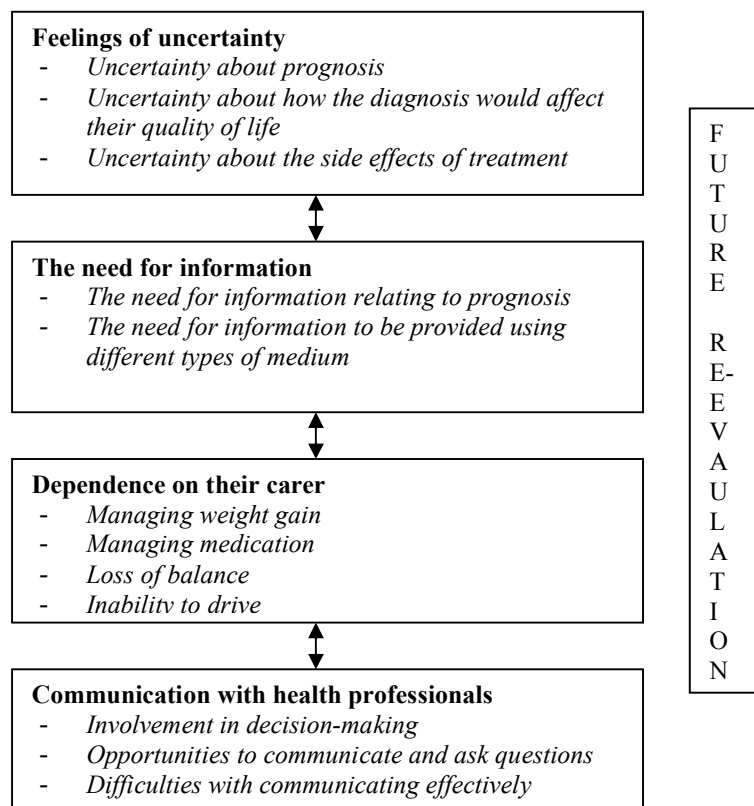 Feelings of uncertainty
- Uncertainty about prognosis
- Uncertainty about how the diagnosis would affect
their quality of life
- Uncertainty about the side effects of treatment
The need for information
- The need for information relating to prognosis
- The need for information to be provided using
different types of medium
Dependence on their carer
- Managing weight gain
- Managing medication
- Loss of balance
- Inability to drive
Communication with health professionals
- Involvement in decision-making
- Opportunities to communicate and ask questions
- Difficulties with communicating effectively
F
U
T
U
R
E
R
E-
E
V
A
U
L
A
T
I
O
N